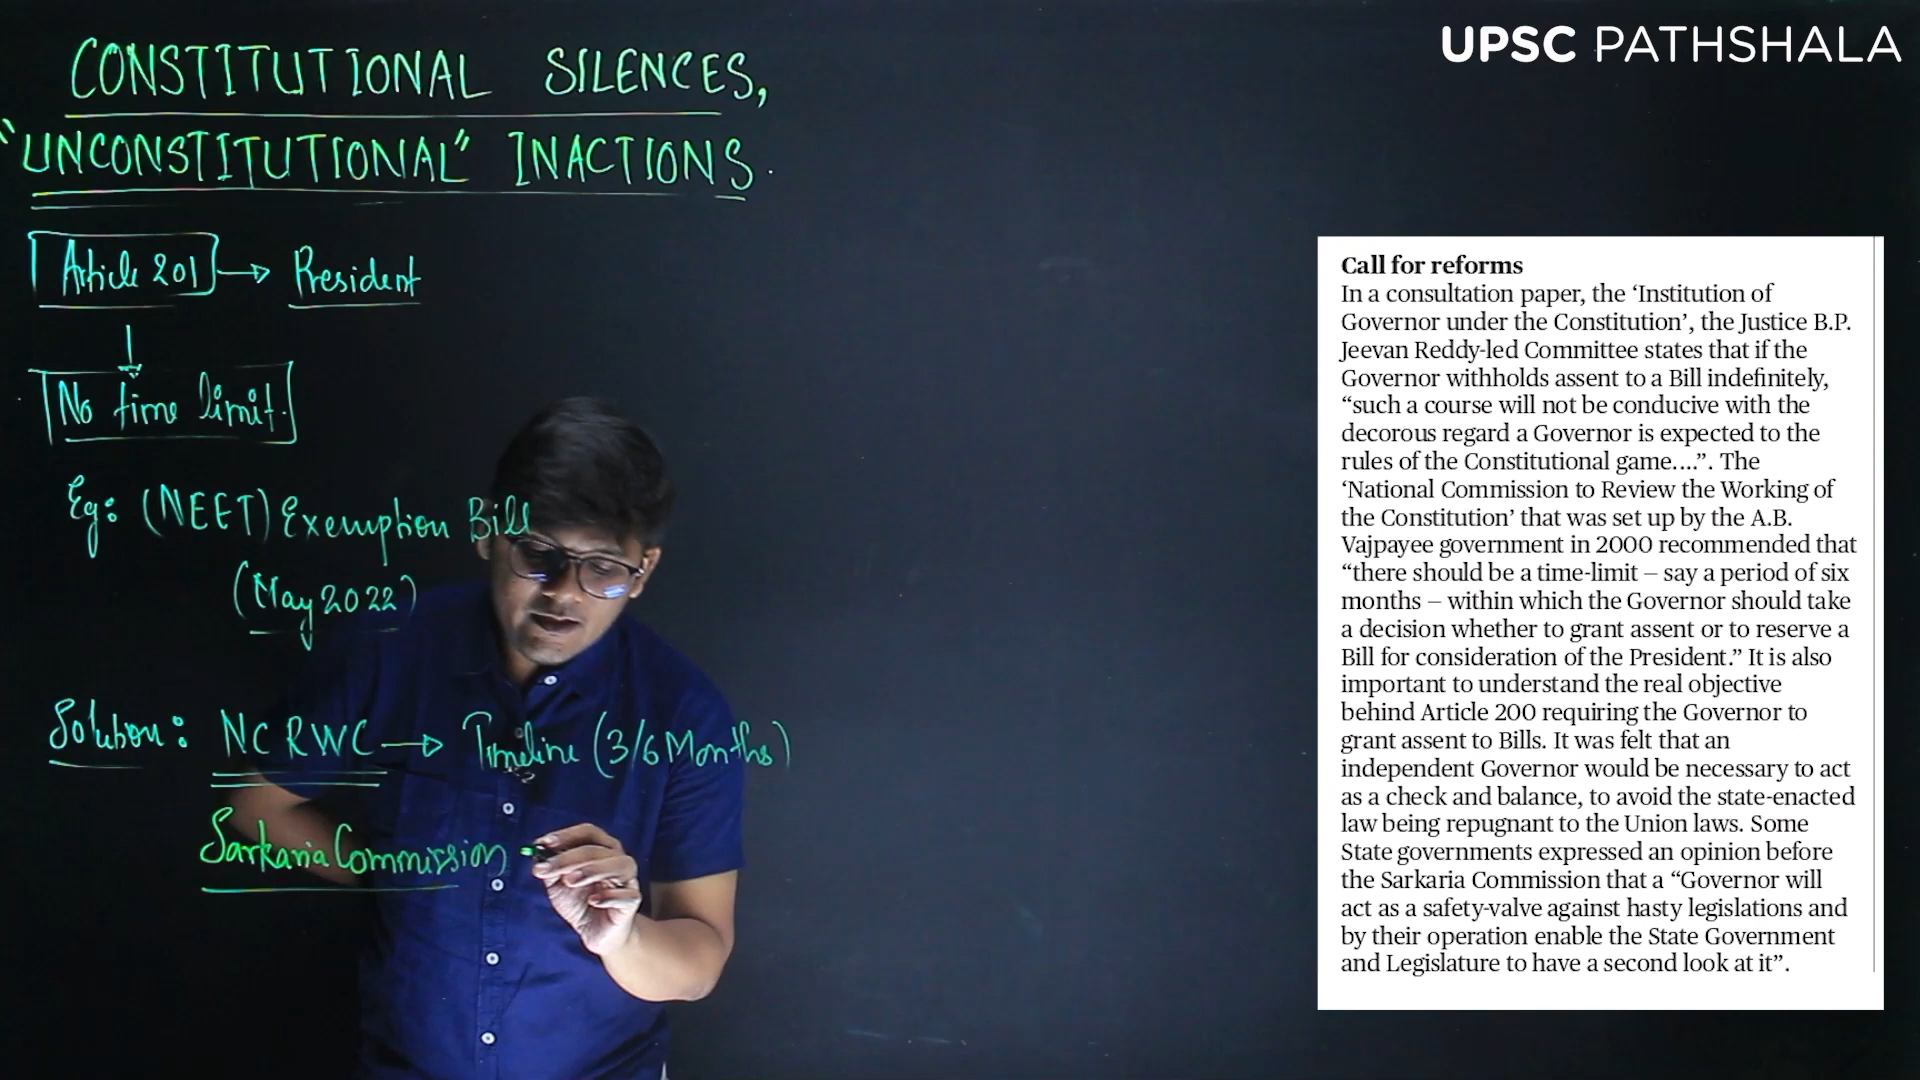 UPSC PATHSHALA
CONSTITUTIONAL SILENCES,
"UNCONSTITUTIONAL" INACTIONS.
Article 201 → President
No time limit.
Eg: (NEET) Exemption Bill
(May 2022)
Solution: NCRWC → Timeline (3/6 Months)
Sarkaria Commission
Call for reforms
In a consultation paper, the ‘Institution of
Governor under the Constitution’, the Justice B.P.
Jeevan Reddy-led Committee states that if the
Governor withholds assent to a Bill indefinitely,
“such a course will not be conducive with the
decorous regard a Governor is expected to the
rules of the Constitutional game....”. The
‘National Commission to Review the Working of
the Constitution’ that was set up by the A.B.
Vajpayee government in 2000 recommended that
“there should be a time-limit – say a period of six
months – within which the Governor should take
a decision whether to grant assent or to reserve a
Bill for consideration of the President.” It is also
important to understand the real objective
behind Article 200 requiring the Governor to
grant assent to Bills. It was felt that an
independent Governor would be necessary to act
as a check and balance, to avoid the state-enacted
law being repugnant to the Union laws. Some
State governments expressed an opinion before
the Sarkaria Commission that a “Governor will
act as a safety-valve against hasty legislations and
by their operation enable the State Government
and Legislature to have a second look at it”.